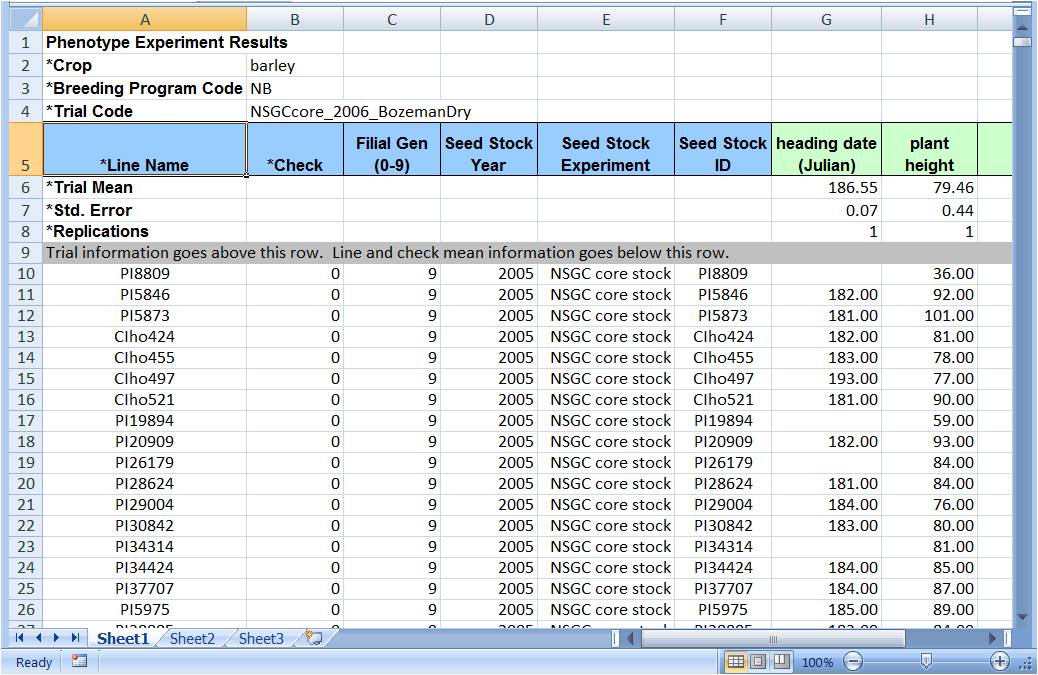 A B C D E F G H
1 Phenotype Experiment Results
2 *Crop barley
3 *Breeding Program Code NB
4 *Trial Code NSGCcore_2006_BozemanDry
Filial Gen Seed Stock Seed Stock Seed Stock heading date plant
5 *Line Name *Check (0-9) Year Experiment ID (Julian) height
6 *Trial Mean 186.55 79.46
7 *Std. Error 0.07 0.44
8 *Replications 1 1
9 Trial information goes above this row. Line and check mean information goes below this row.
10 PI8809 0 9 2005 NSGC core stock PI8809 36.00
11 PI5846 0 9 2005 NSGC core stock PI5846 182.00 92.00
12 PI5873 0 9 2005 NSGC core stock PI5873 181.00 101.00
13 CIho424 0 9 2005 NSGC core stock CIho424 182.00 81.00
14 CIho455 0 9 2005 NSGC core stock CIho455 183.00 78.00
15 CIho497 0 9 2005 NSGC core stock CIho497 193.00 77.00
16 CIho521 0 9 2005 NSGC core stock CIho521 181.00 90.00
17 PI19894 0 9 2005 NSGC core stock PI19894 59.00
18 PI20909 0 9 2005 NSGC core stock PI20909 182.00 93.00
19 PI26179 0 9 2005 NSGC core stock PI26179 84.00
20 PI28624 0 9 2005 NSGC core stock PI28624 181.00 84.00
21 PI29004 0 9 2005 NSGC core stock PI29004 184.00 76.00
22 PI30842 0 9 2005 NSGC core stock PI30842 183.00 80.00
23 PI34314 0 9 2005 NSGC core stock PI34314 81.00
24 PI34424 0 9 2005 NSGC core stock PI34424 184.00 85.00
25 PI37707 0 9 2005 NSGC core stock PI37707 184.00 87.00
26 PI5975 0 9 2005 NSGC core stock PI5975 185.00 89.00
Sheet1 Sheet2 Sheet3
Ready 100%